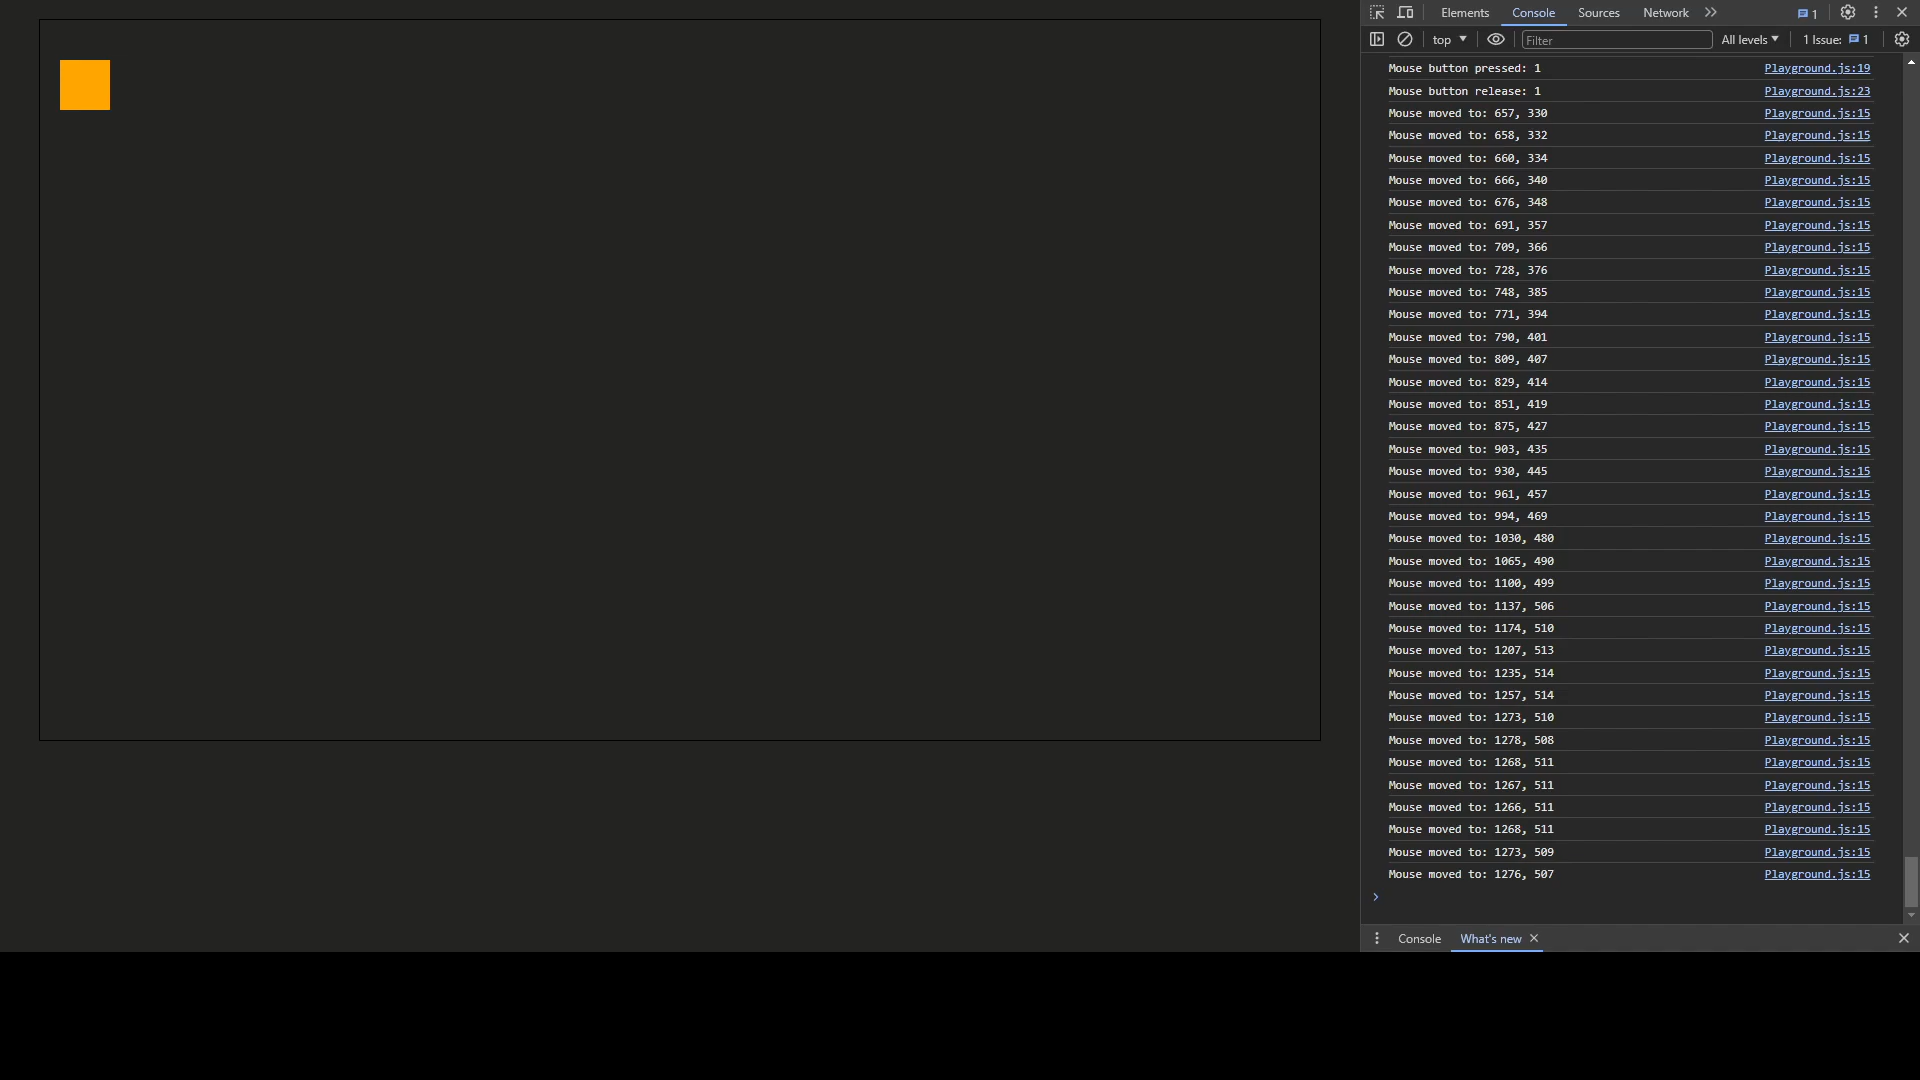 Elements Console Sources Network 1
top Filter All levels 1 Issue: 1
Mouse button pressed: 1 Playground.js:19
Mouse button release: 1 Playground.js:23
Mouse moved to: 657, 330 Playground.js:15
Mouse moved to: 658, 332 Playground.js:15
Mouse moved to: 660, 334 Playground.js:15
Mouse moved to: 666, 340 Playground.js:15
Mouse moved to: 676, 348 Playground.js:15
Mouse moved to: 691, 357 Playground.js:15
Mouse moved to: 709, 366 Playground.js:15
Mouse moved to: 728, 376 Playground.js:15
Mouse moved to: 748, 385 Playground.js:15
Mouse moved to: 771, 394 Playground.js:15
Mouse moved to: 790, 401 Playground.js:15
Mouse moved to: 809, 407 Playground.js:15
Mouse moved to: 829, 414 Playground.js:15
Mouse moved to: 851, 419 Playground.js:15
Mouse moved to: 875, 427 Playground.js:15
Mouse moved to: 903, 435 Playground.js:15
Mouse moved to: 930, 445 Playground.js:15
Mouse moved to: 961, 457 Playground.js:15
Mouse moved to: 994, 469 Playground.js:15
Mouse moved to: 1030, 480 Playground.js:15
Mouse moved to: 1065, 490 Playground.js:15
Mouse moved to: 1100, 499 Playground.js:15
Mouse moved to: 1137, 506 Playground.js:15
Mouse moved to: 1174, 510 Playground.js:15
Mouse moved to: 1207, 513 Playground.js:15
Mouse moved to: 1235, 514 Playground.js:15
Mouse moved to: 1257, 514 Playground.js:15
Mouse moved to: 1273, 510 Playground.js:15
Mouse moved to: 1278, 508 Playground.js:15
Mouse moved to: 1268, 511 Playground.js:15
Mouse moved to: 1267, 511 Playground.js:15
Mouse moved to: 1266, 511 Playground.js:15
Mouse moved to: 1268, 511 Playground.js:15
Mouse moved to: 1273, 509 Playground.js:15
Mouse moved to: 1276, 507 Playground.js:15
Console What's new